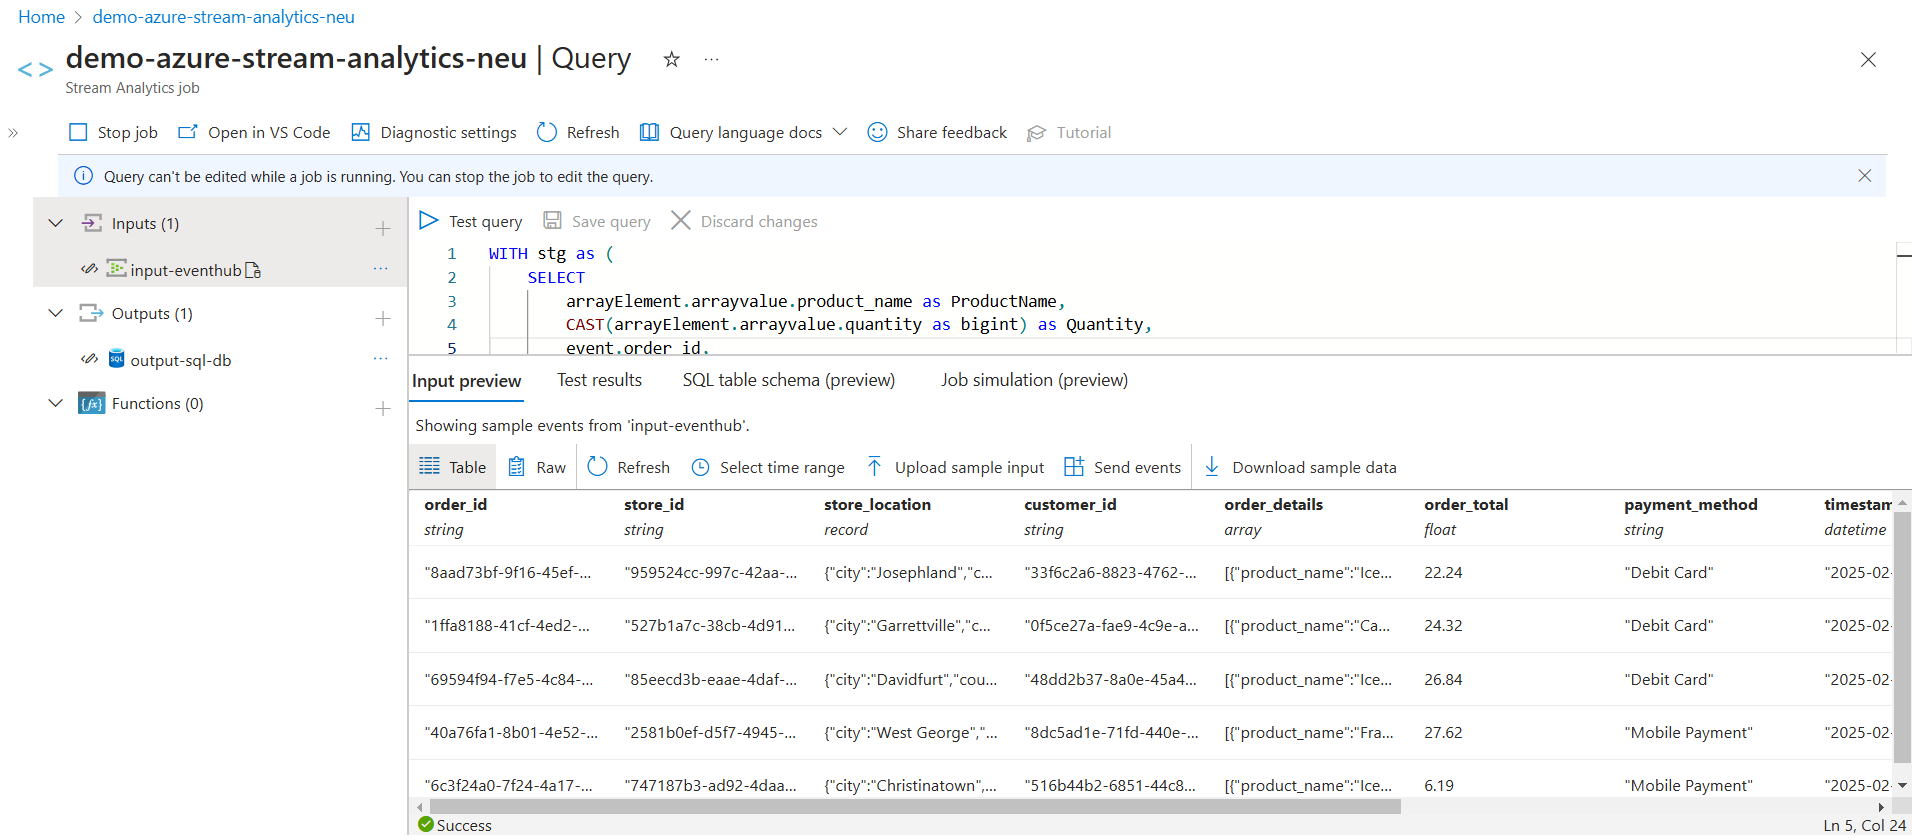 Home > demo-azure-stream-analytics-neu
demo-azure-stream-analytics-neu | Query
Stream Analytics job
Stop job Open in VS Code Diagnostic settings Refresh Query language docs Share feedback Tutorial
Query can't be edited while a job is running. You can stop the job to edit the query.
Inputs (1)
input-eventhub
Outputs (1)
output-sql-db
Functions (0)
Test query Save query Discard changes
1 WITH stg as (
2 SELECT
3 arrayElement.arrayvalue.product_name as ProductName,
4 CAST(arrayElement.arrayvalue.quantity as bigint) as Quantity,
5 event.order_id,
Input preview Test results SQL table schema (preview) Job simulation (preview)
Showing sample events from 'input-eventhub'.
Table Raw Refresh Select time range Upload sample input Send events Download sample data
order_id store_id store_location customer_id order_details order_total payment_method timestam
string string record string array float string datetime
"8aad73bf-9f16-45ef-... "959524cc-997c-42aa-... {"city":"Josephland","c... "33f6c2a6-8823-4762-... [{"product_name":"Ice... 22.24 "Debit Card" "2025-02-
"1ffa8188-41cf-4ed2-... "527b1a7c-38cb-4d91... {"city":"Garrettville","c... "0f5ce27a-fae9-4c9e-a... [{"product_name":"Ca... 24.32 "Debit Card" "2025-02-
"69594f94-f7e5-4c84-... "85eecd3b-eaae-4daf-... {"city":"Davidfurt","cou... "48dd2b37-8a0e-45a4... [{"product_name":"Ice... 26.84 "Debit Card" "2025-02-
"40a76fa1-8b01-4e52-... "2581b0ef-d5f7-4945-... {"city":"West George","... "8dc5ad1e-71fd-440e-... [{"product_name":"Fra... 27.62 "Mobile Payment" "2025-02-
"6c3f24a0-7f24-4a17-... "747187b3-ad92-4daa... {"city":"Christinatown",... "516b44b2-6851-44c8... [{"product_name":"Ice... 6.19 "Mobile Payment" "2025-02-
Success
Ln 5, Col 24